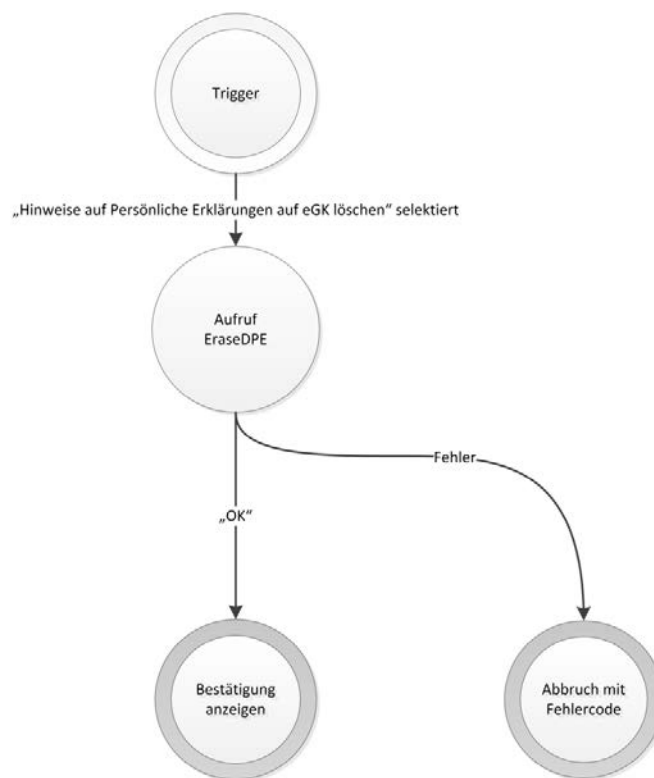 Trigger
„Hinweise auf Persönliche Erklärungen auf eGK löschen“ selektiert
Aufruf
EraseDPE
Fehler
„OK“
Bestätigung
anzeigen
Abbruch mit
Fehlercode